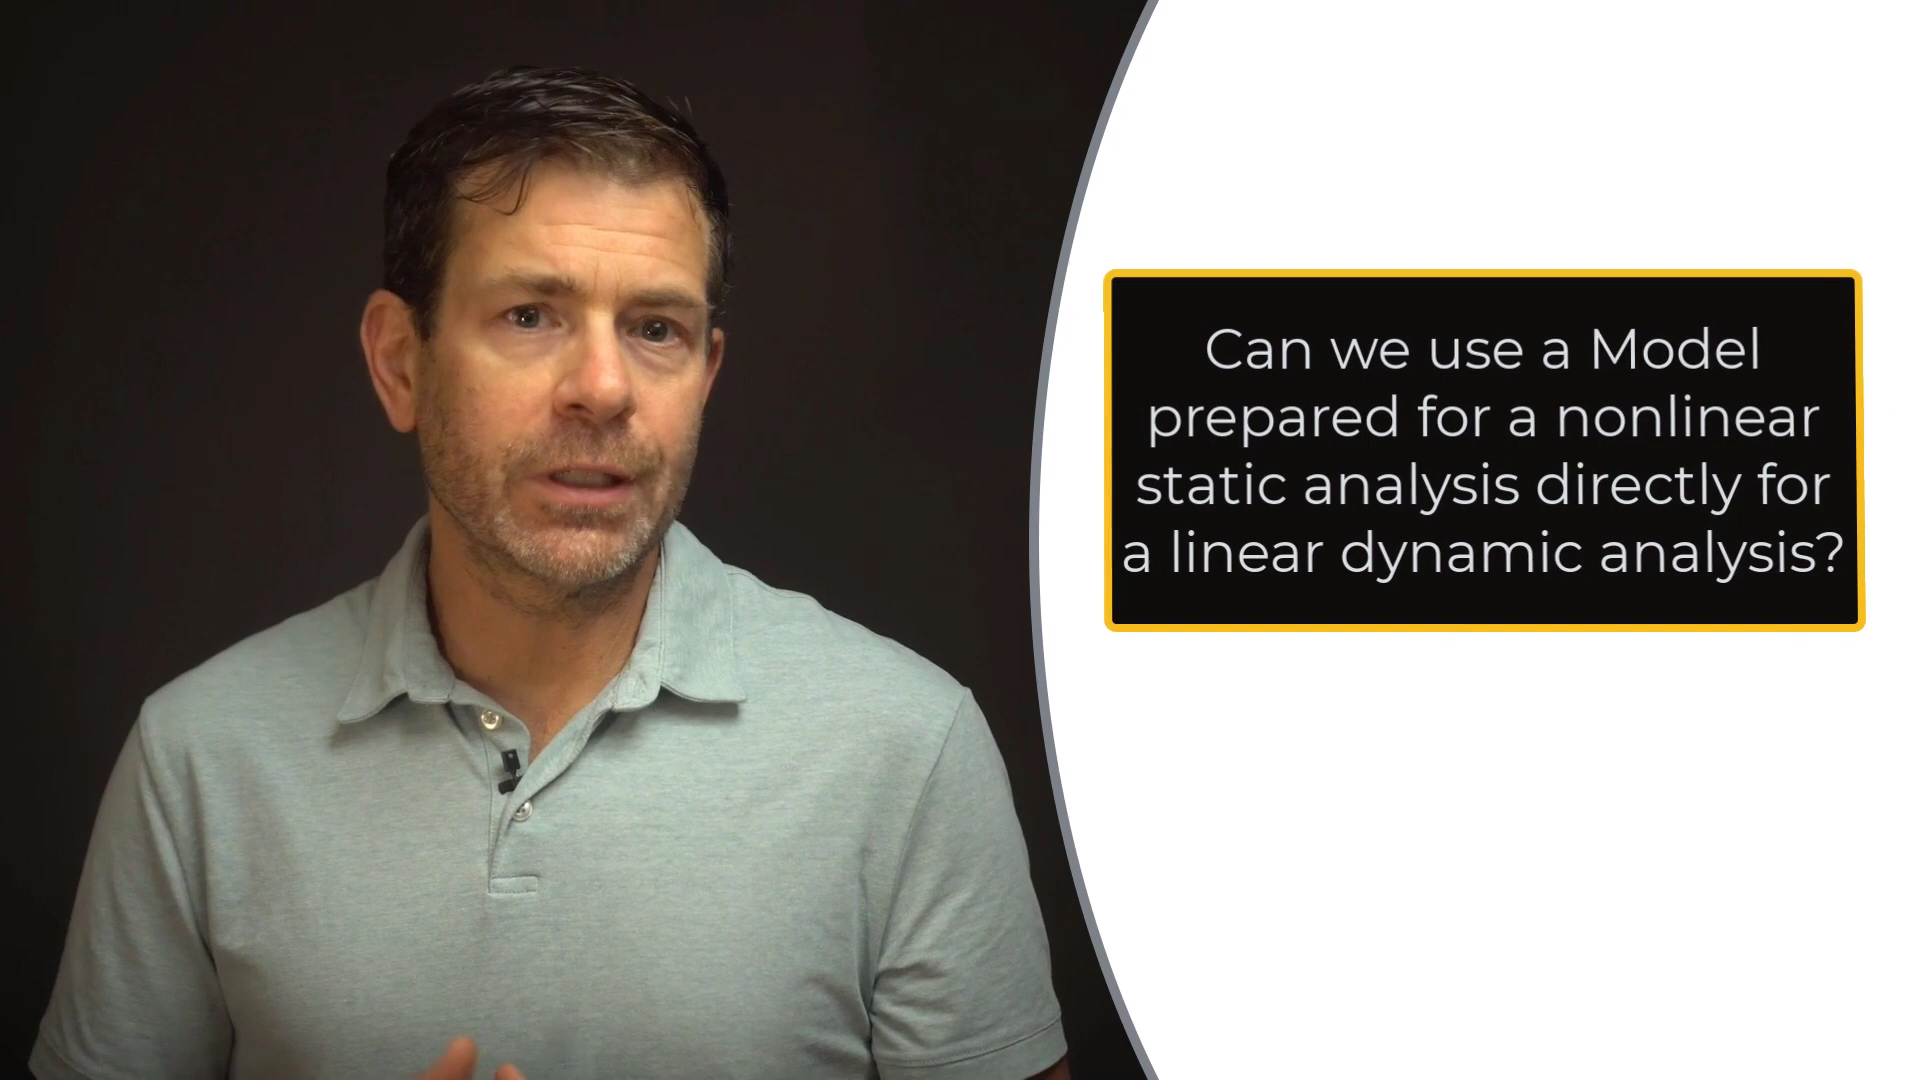 Can we use a Model
prepared for a nonlinear
static analysis directly for
a linear dynamic analysis?